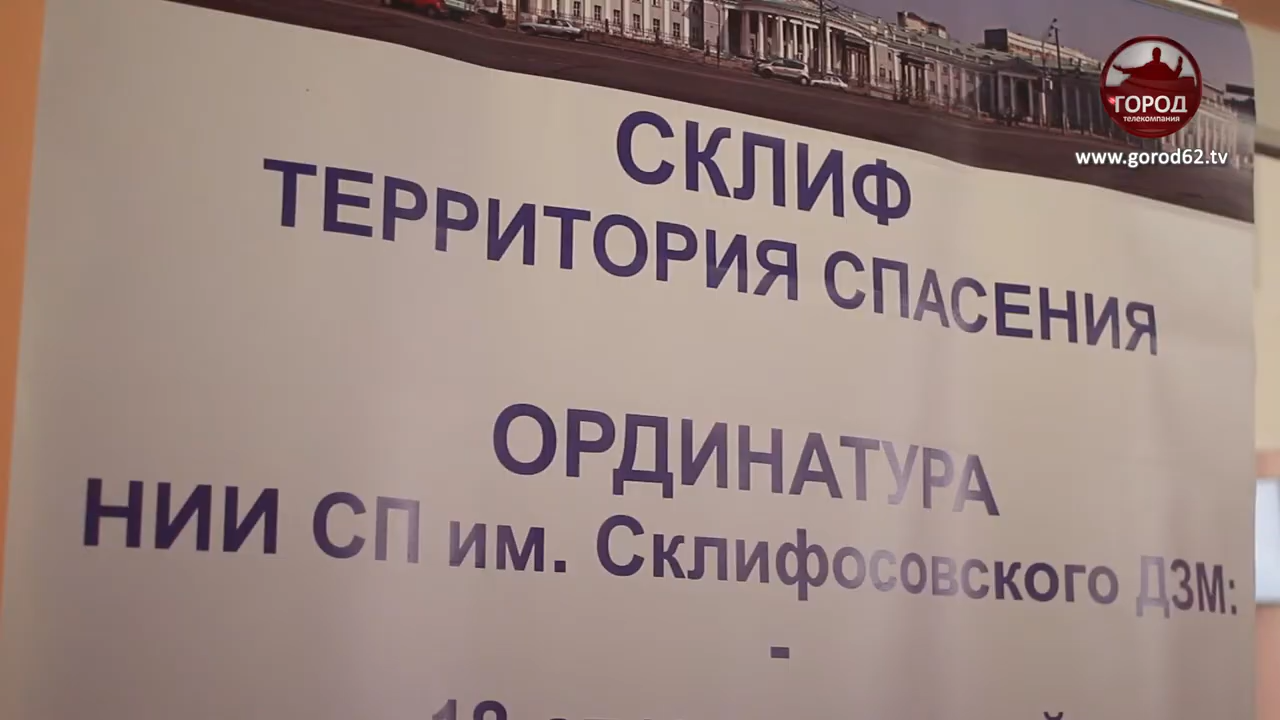 ГОРОД
телекомпания
www.gorod62.tv
СКЛИФ
ТЕРРИТОРИЯ СПАСЕНИЯ
ОРДИНАТУРА
НИИ СП им. Склифосовского ДЗМ:
-